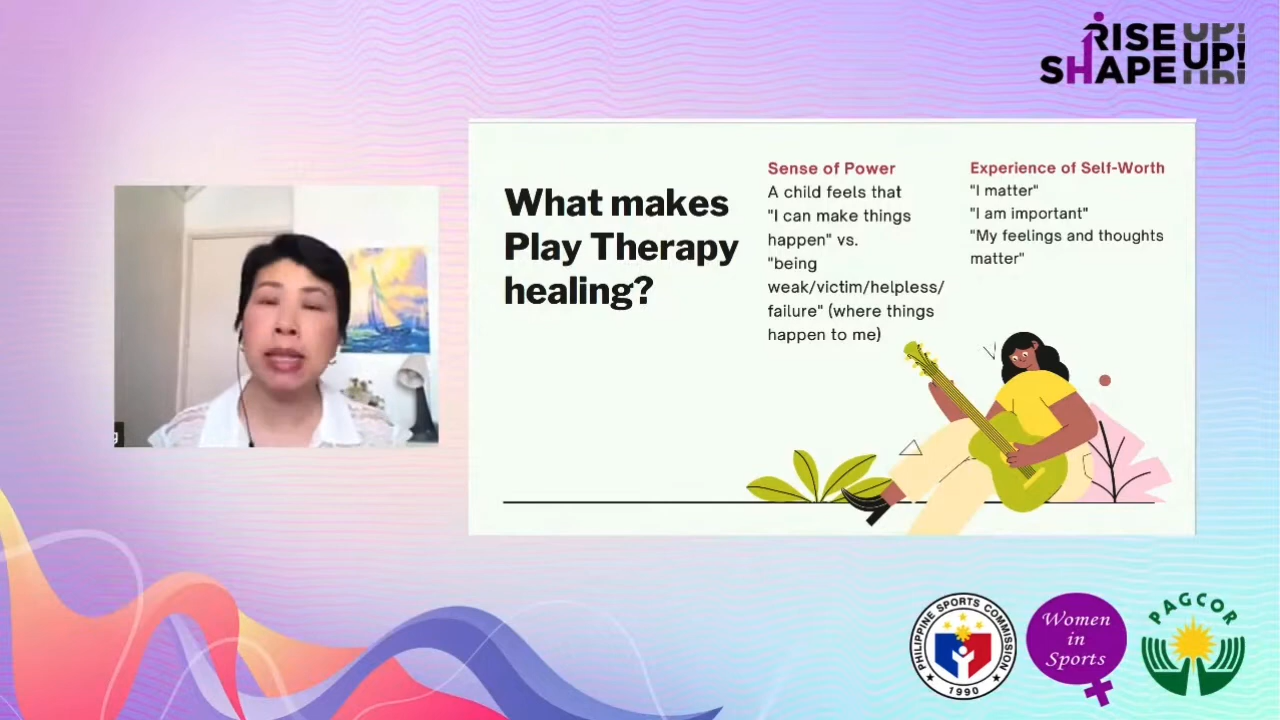 RISE UP!
SHAPE UP!
What makes
Play Therapy
healing?
Sense of Power
A child feels that
"I can make things
happen" vs.
"being
weak/victim/helpless/
failure" (where things
happen to me)
Experience of Self-Worth
"I matter"
"I am important"
"My feelings and thoughts
matter"
g
PHILIPPINE SPORTS COMMISSION
1990
Women
in
Sports
PAGCOR